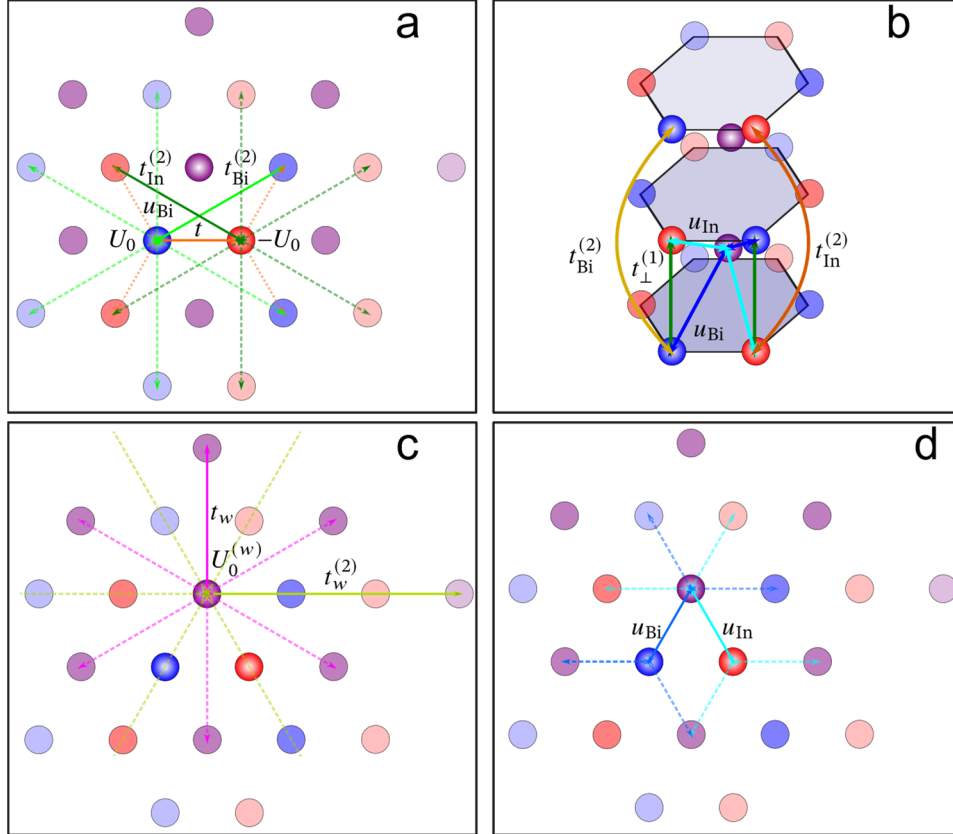 a
t_In^(2) t_Bi^(2)
u_Bi
U_0 t −U_0
b
u_In
t_Bi^(2) t_⊥^(1) t_In^(2)
u_Bi
c
t_w
U_0^(w) t_w^(2)
d
u_Bi u_In